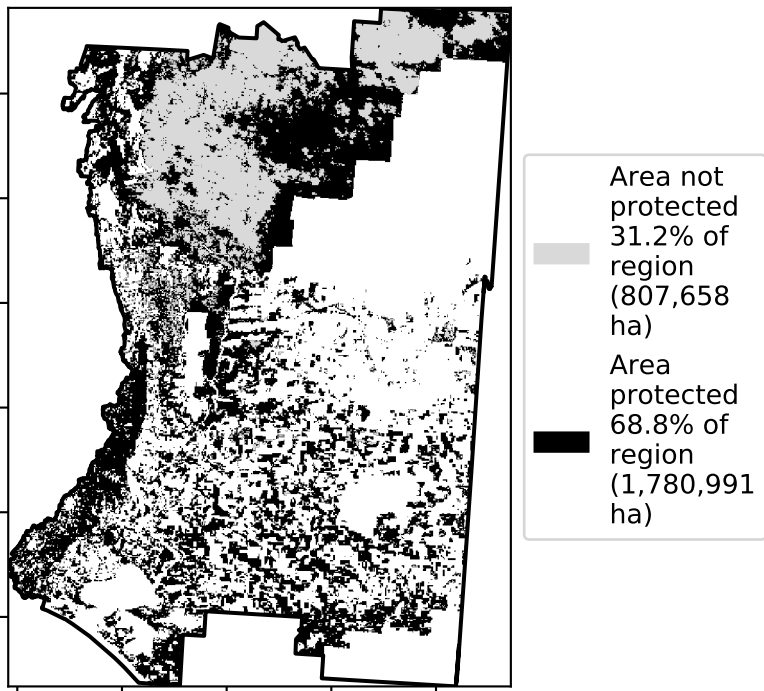 Area not
protected
31.2% of
region
(807,658
ha)
Area
protected
68.8% of
region
(1,780,991
ha)